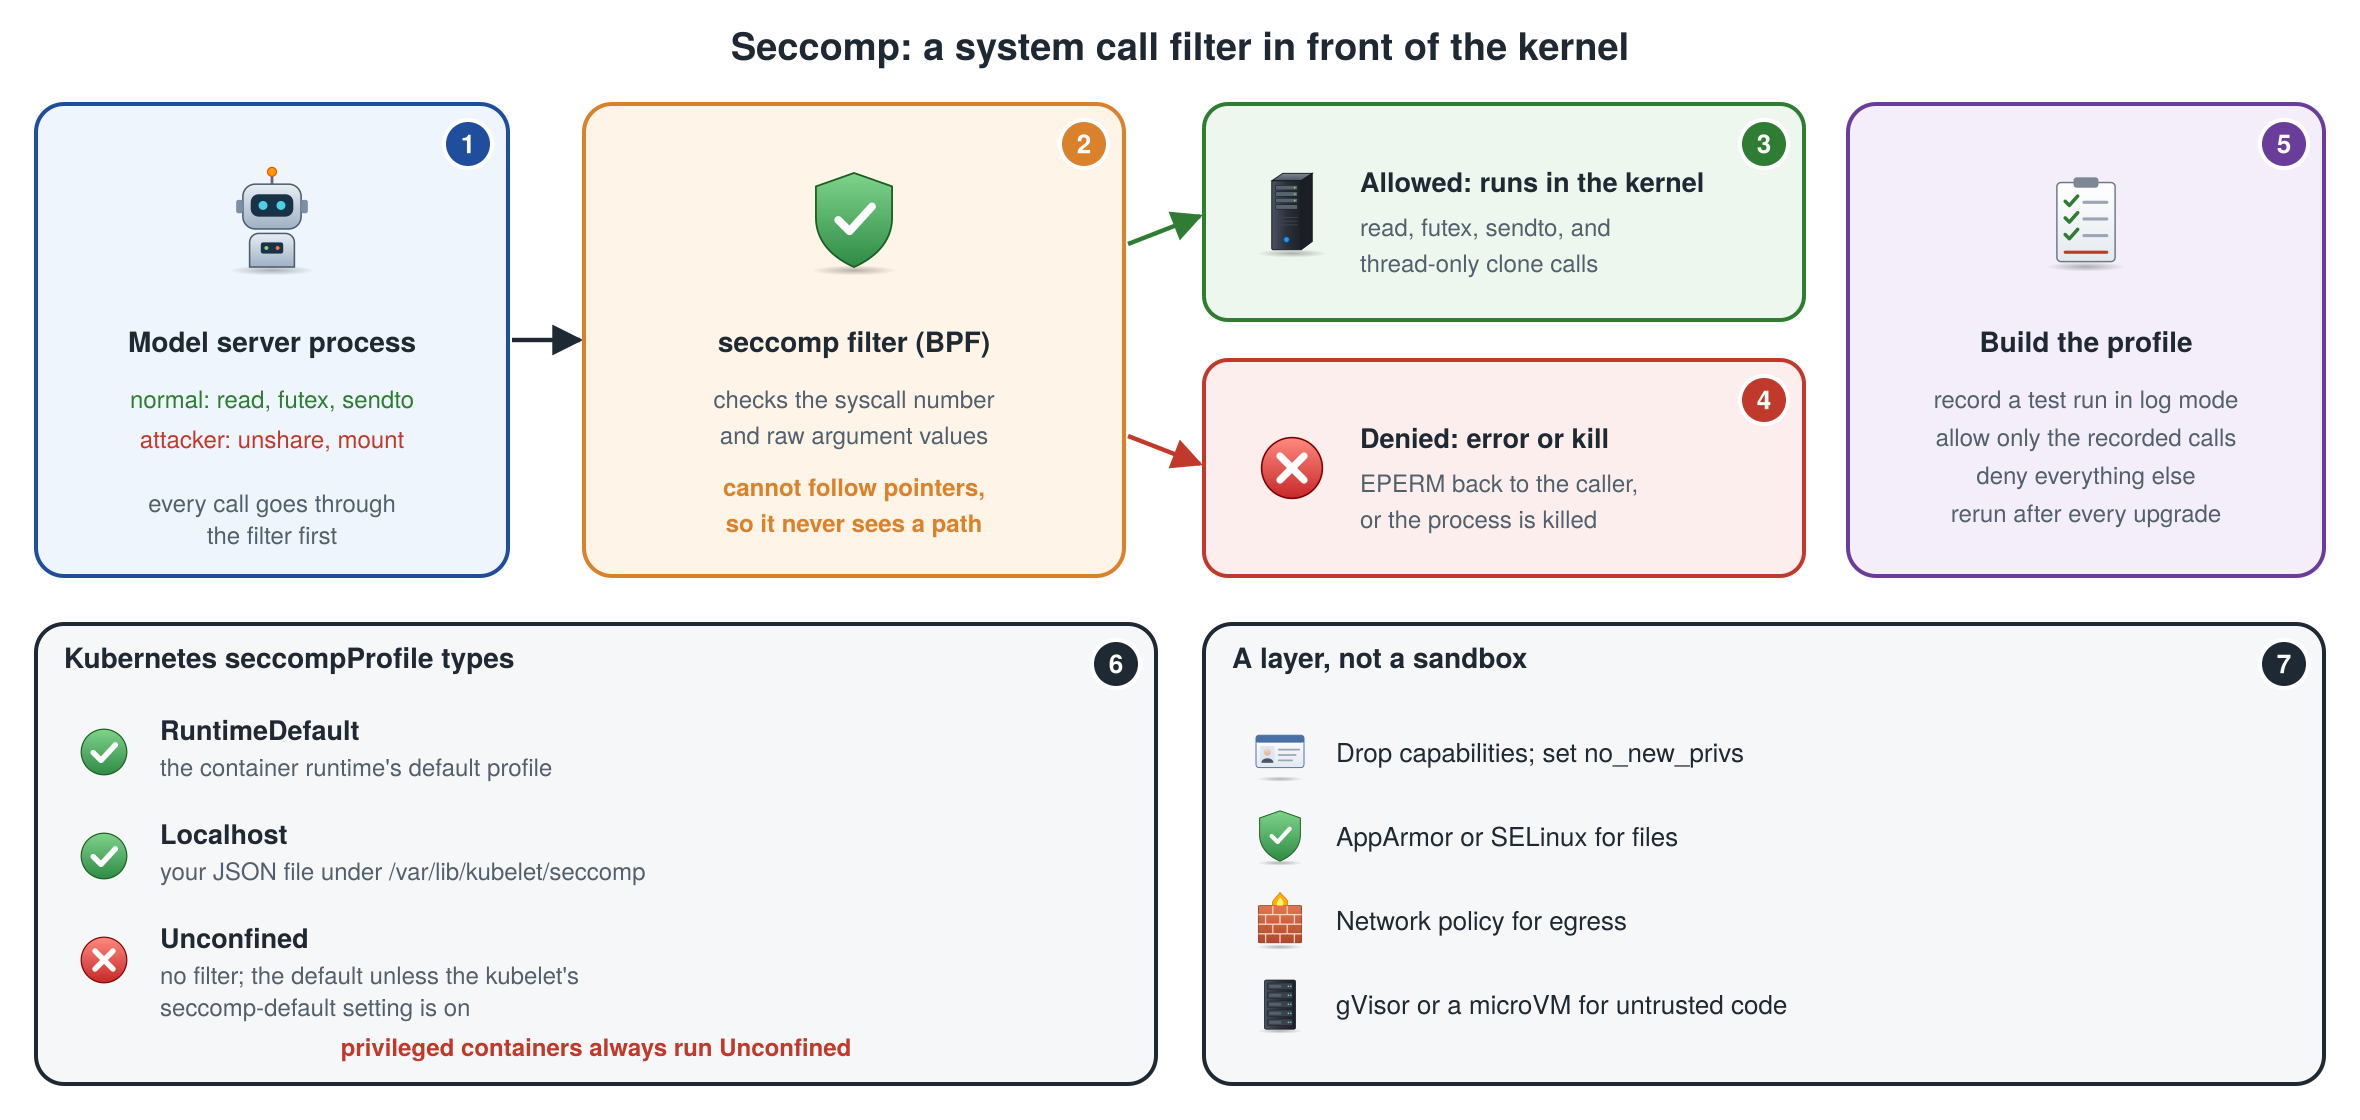 Seccomp: a system call filter in front of the kernel
1
Model server process
normal: read, futex, sendto
attacker: unshare, mount
every call goes through
the filter first
2
seccomp filter (BPF)
checks the syscall number
and raw argument values
cannot follow pointers,
so it never sees a path
3
Allowed: runs in the kernel
read, futex, sendto, and
thread-only clone calls
4
Denied: error or kill
EPERM back to the caller,
or the process is killed
5
Build the profile
record a test run in log mode
allow only the recorded calls
deny everything else
rerun after every upgrade
Kubernetes seccompProfile types
6
RuntimeDefault
the container runtime's default profile
Localhost
your JSON file under /var/lib/kubelet/seccomp
Unconfined
no filter; the default unless the kubelet's
seccomp-default setting is on
privileged containers always run Unconfined
A layer, not a sandbox
7
Drop capabilities; set no_new_privs
AppArmor or SELinux for files
Network policy for egress
gVisor or a microVM for untrusted code